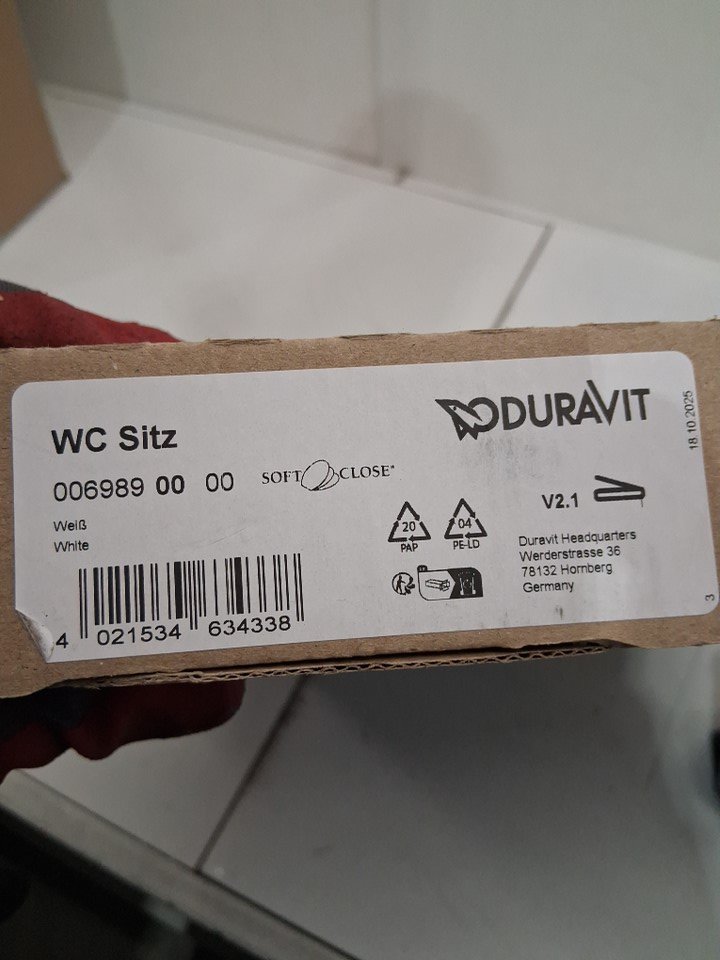 DURAVIT
WC Sitz
006989 00 00
SOFT CLOSE®
Weiß
White
4 021534 634338
20
PAP
04
PE-LD
V2.1
Duravit Headquarters
Werderstrasse 36
78132 Hornberg
Germany
18.10.2025
3